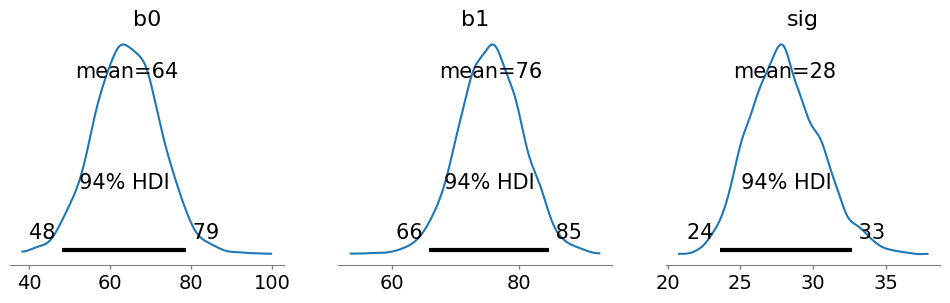 b0
mean=64
94% HDI
48 79
40 60 80 100
b1
mean=76
94% HDI
66 85
60 80
sig
mean=28
94% HDI
24 33
20 25 30 35